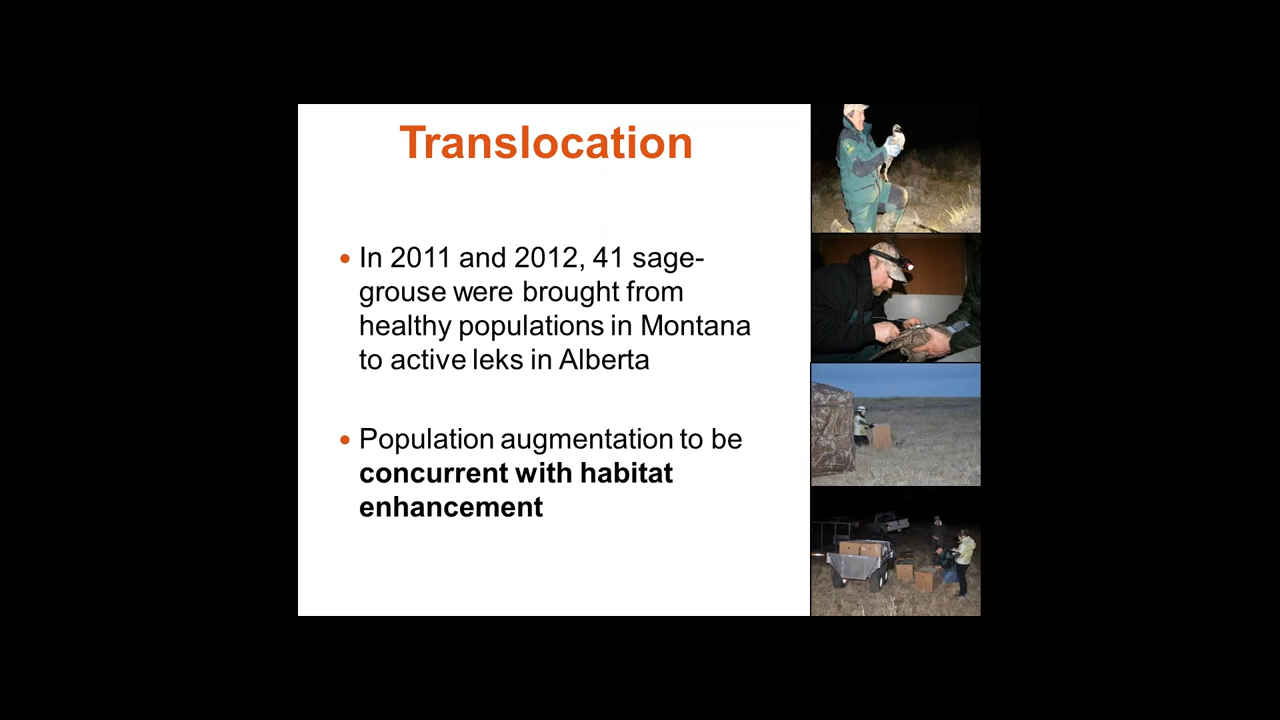 Translocation
• In 2011 and 2012, 41 sage-
grouse were brought from
healthy populations in Montana
to active leks in Alberta
• Population augmentation to be
concurrent with habitat
enhancement